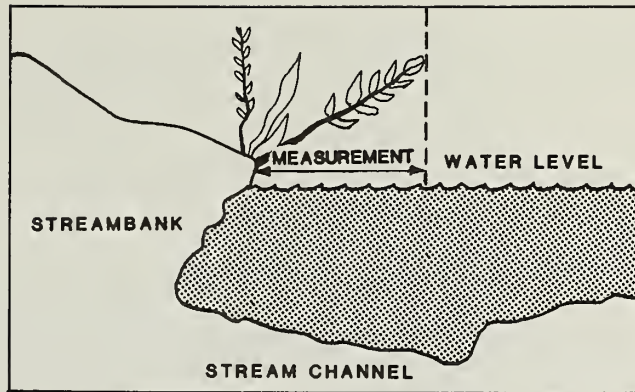 MEASUREMENT
WATER LEVEL
STREAMBANK
STREAM CHANNEL